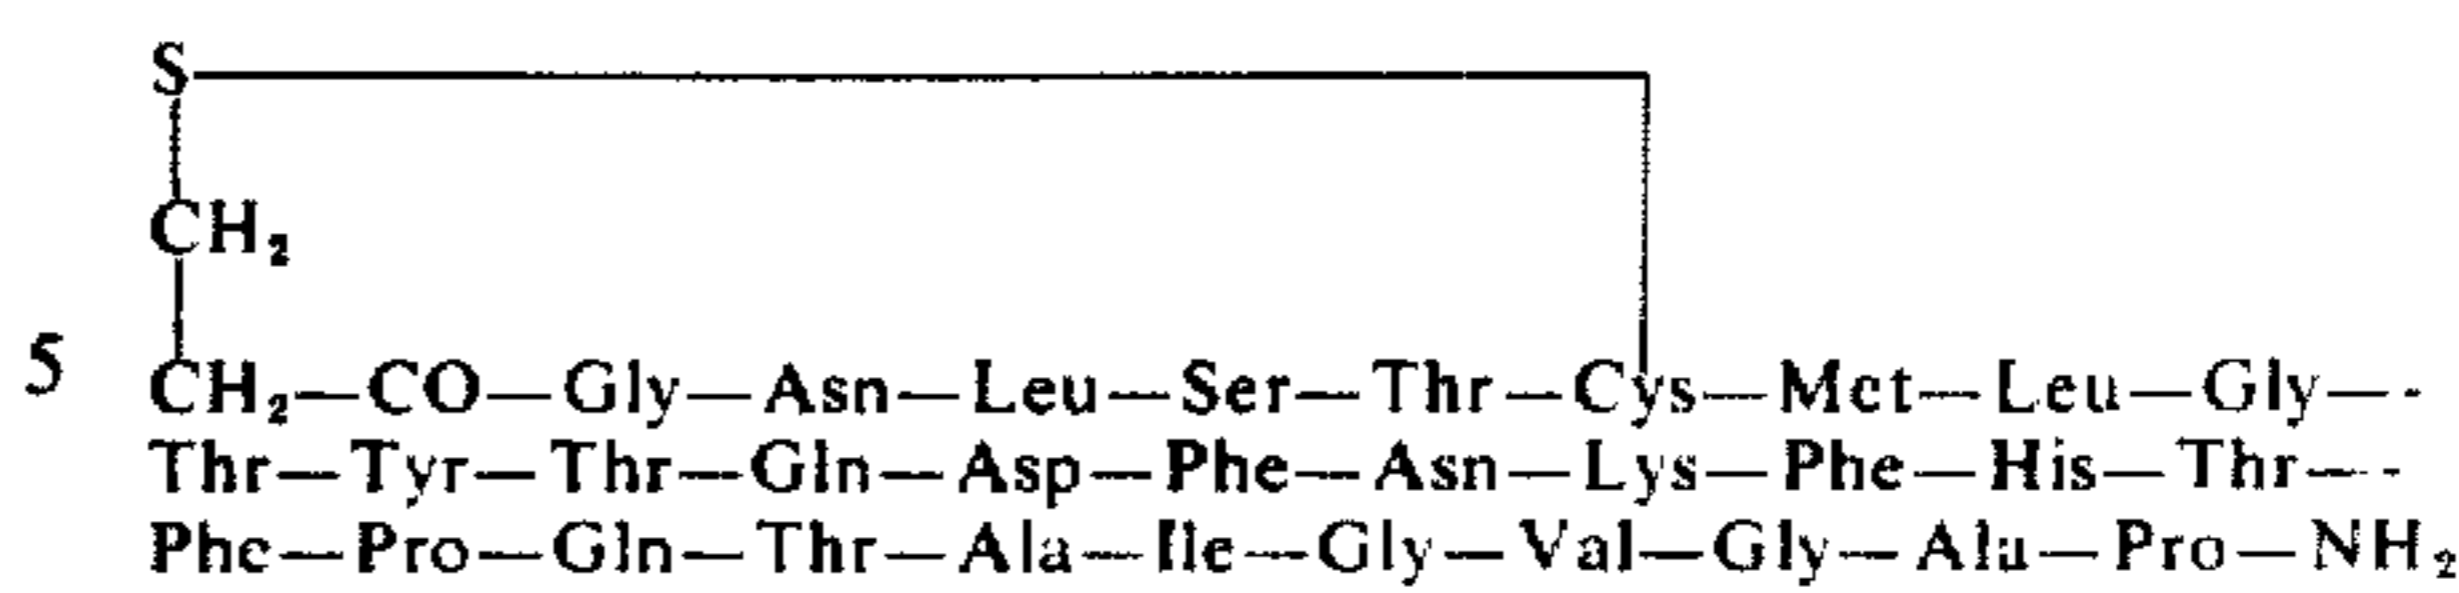 S
CH₂
5 CH₂—CO—Gly—Asn—Leu—Ser—Thr—Cys—Met—Leu—Gly—-
Thr—Tyr—Thr—Gln—Asp—Phe—Asn—Lys—Phe—His—Thr—-
Phe—Pro—Gln—Thr—Ala—Ile—Gly—Val—Gly—Ala—Pro—NH₂